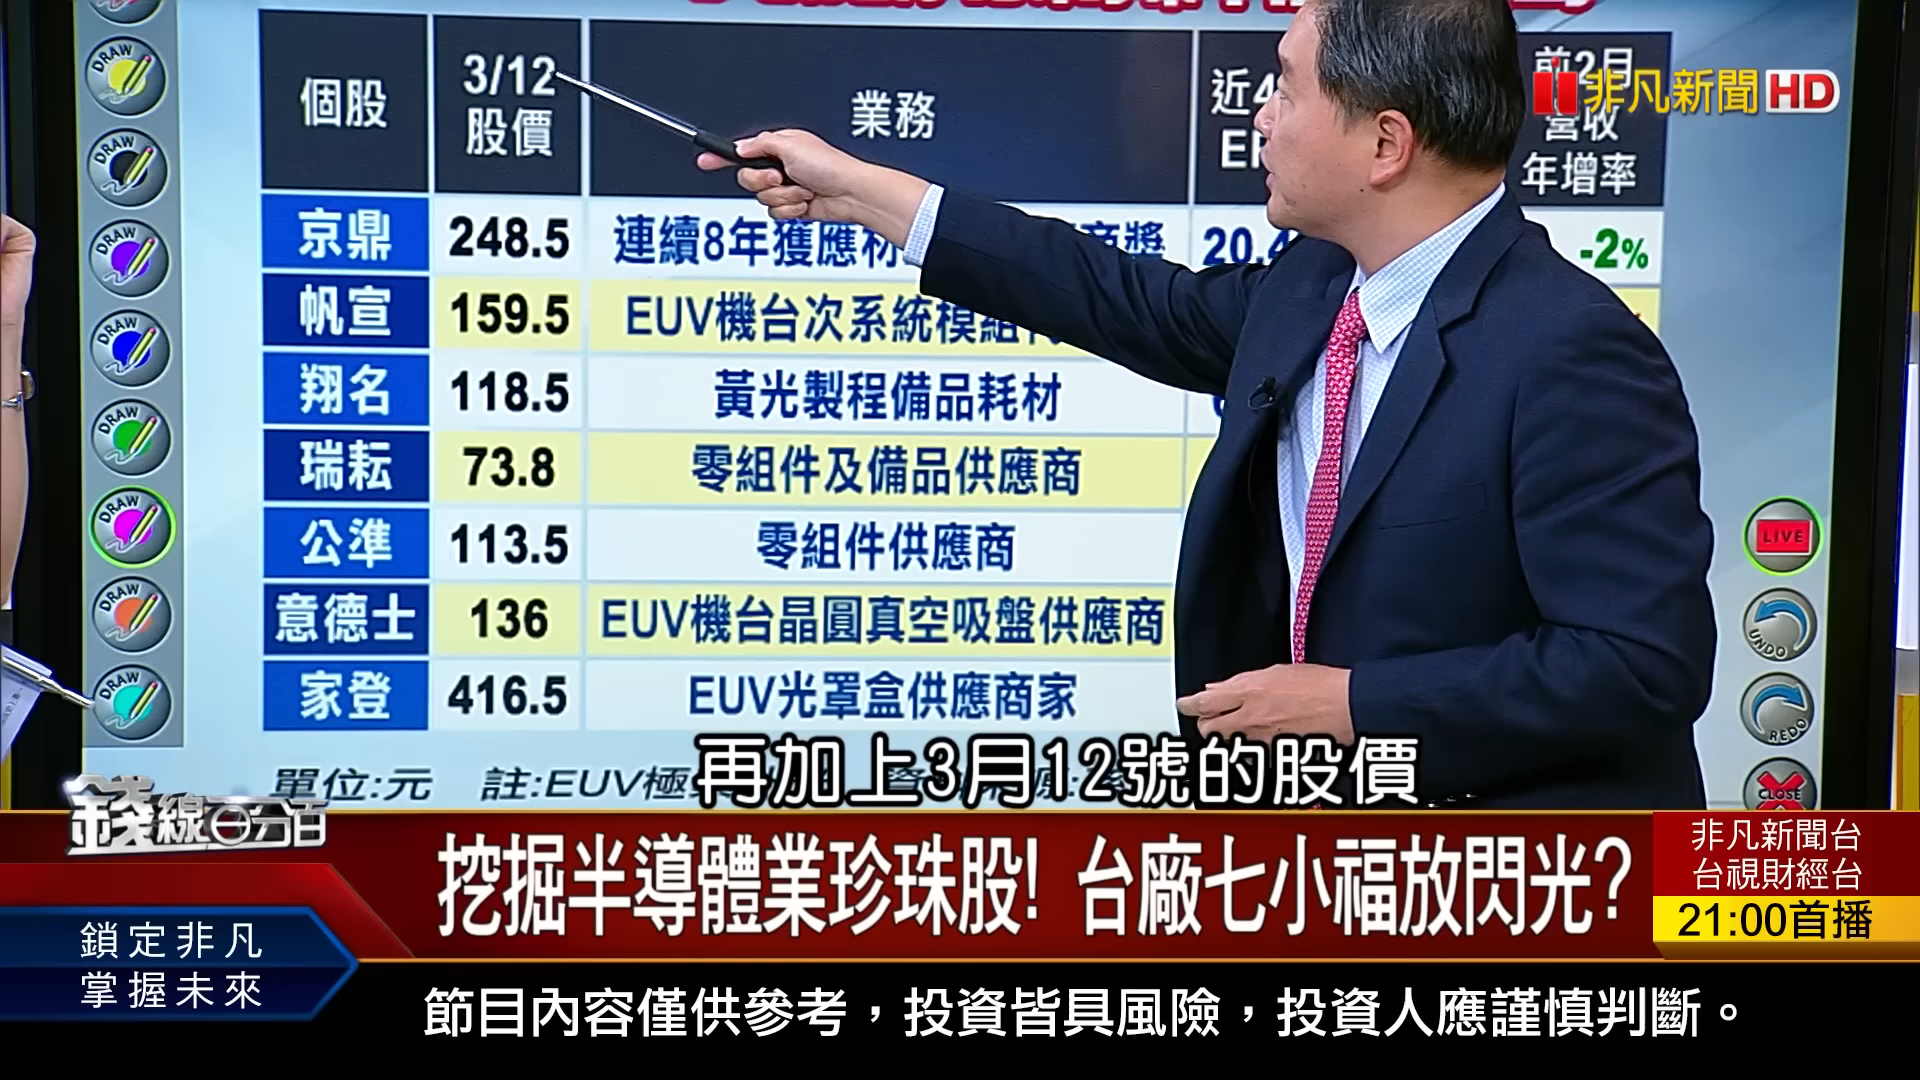 個股
3/12
股價
業務
近4
前2月
營收
年增率
非凡新聞HD
京鼎 248.5 連續8年獲應材 商獎 20.4 -2%
帆宣 159.5 EUV機台次系統模組
翔名 118.5 黃光製程備品耗材
瑞耘 73.8 零組件及備品供應商
公準 113.5 零組件供應商
意德士 136 EUV機台晶圓真空吸盤供應商
家登 416.5 EUV光罩盒供應商家
單位:元 註:EUV極
DRAW
DRAW
DRAW
DRAW
DRAW
DRAW
DRAW
DRAW
LIVE
UNDO
REDO
CLOSE
再加上3月12號的股價
錢線百分百
挖掘半導體業珍珠股! 台廠七小福放閃光?
非凡新聞台
台視財經台
21:00首播
鎖定非凡
掌握未來
節目內容僅供參考，投資皆具風險，投資人應謹慎判斷。